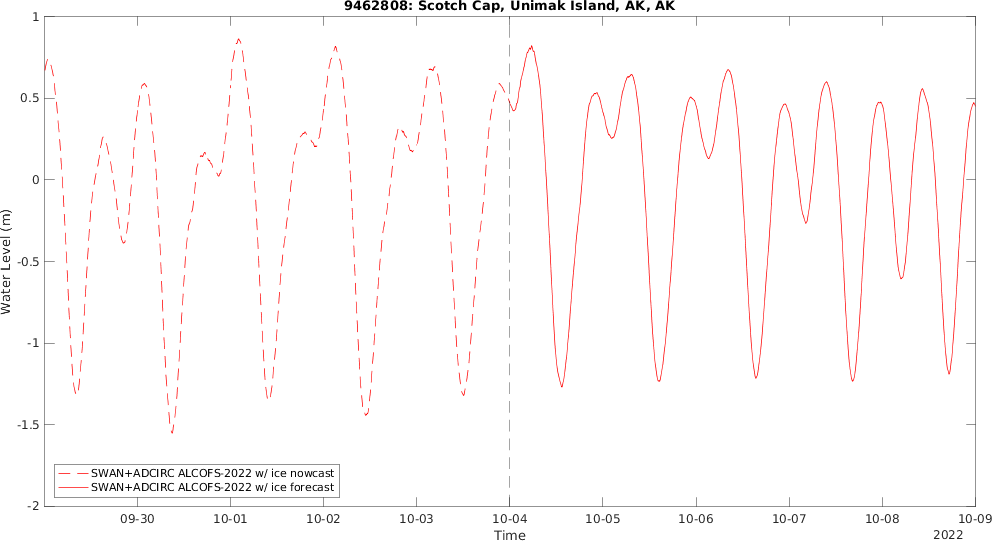 9462808: Scotch Cap, Unimak Island, AK, AK
1
0.5
0
-0.5
-1
-1.5
-2
Water Level (m)
SWAN+ADCIRC ALCOFS-2022 w/ ice nowcast
SWAN+ADCIRC ALCOFS-2022 w/ ice forecast
09-30 10-01 10-02 10-03 10-04 10-05 10-06 10-07 10-08 10-09
Time
2022